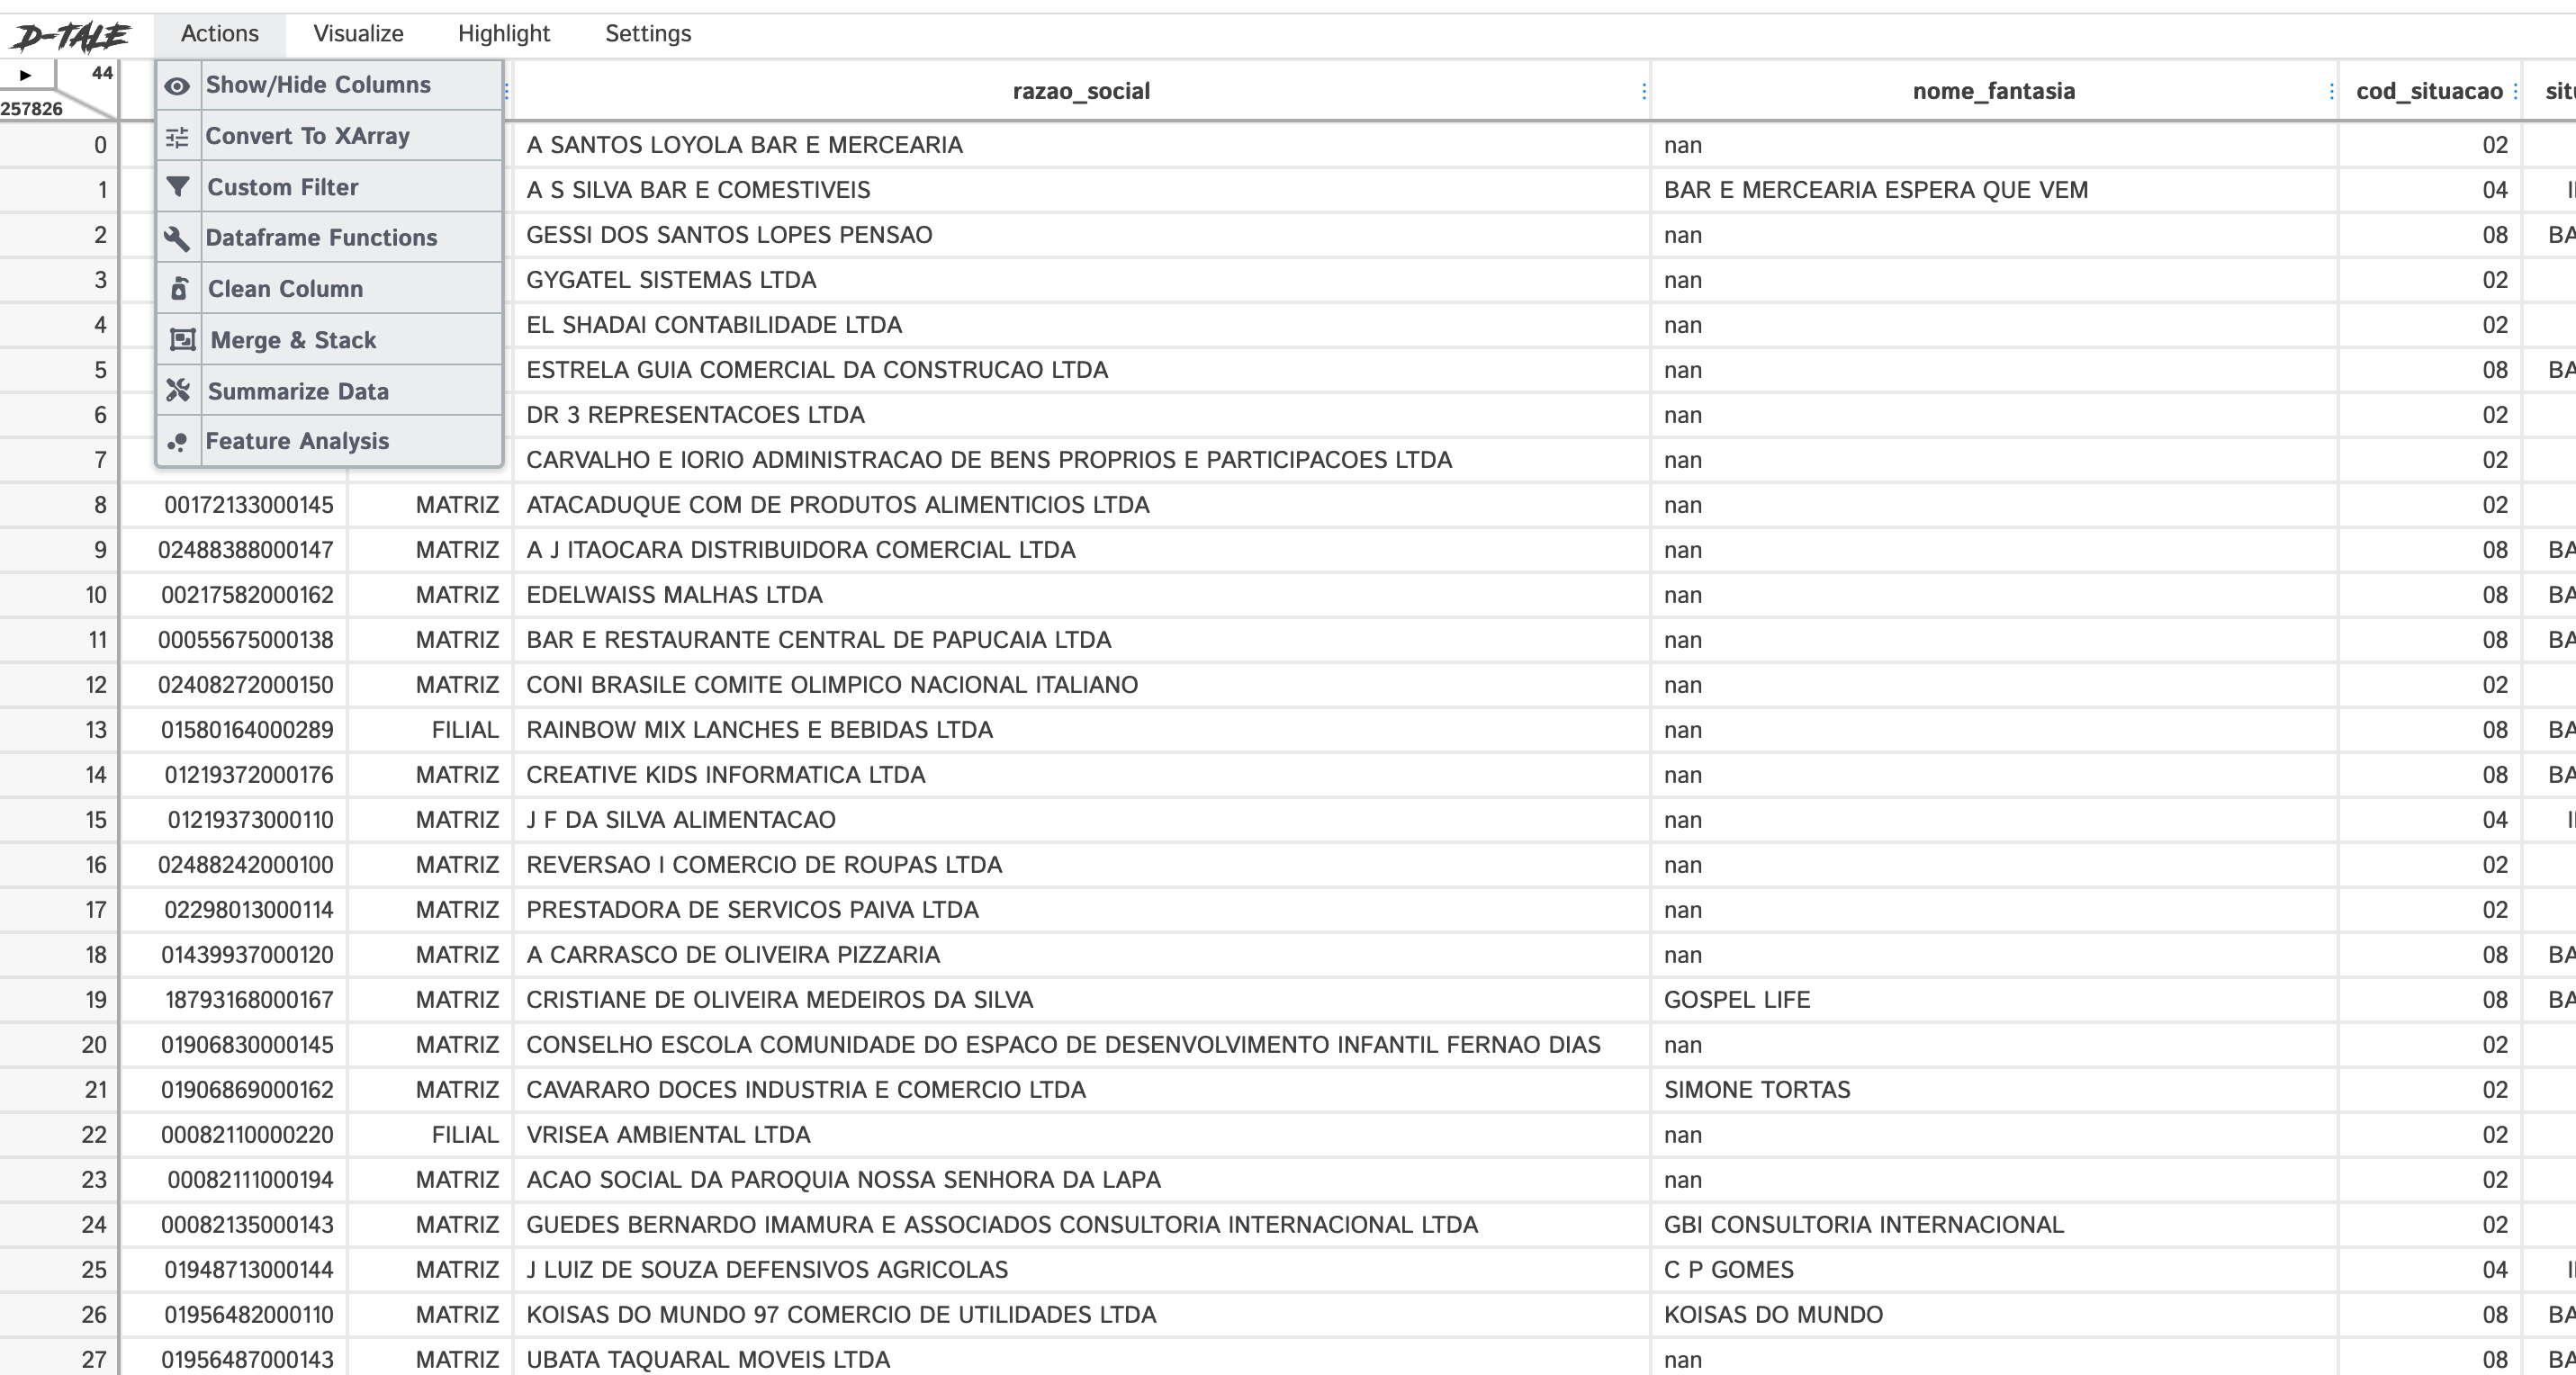 D-TALE Actions Visualize Highlight Settings
44
257826
razao_social nome_fantasia cod_situacao
Show/Hide Columns
Convert To XArray
Custom Filter
Dataframe Functions
Clean Column
Merge & Stack
Summarize Data
Feature Analysis
0 A SANTOS LOYOLA BAR E MERCEARIA nan 02
1 A S SILVA BAR E COMESTIVEIS BAR E MERCEARIA ESPERA QUE VEM 04
2 GESSI DOS SANTOS LOPES PENSAO nan 08 BA
3 GYGATEL SISTEMAS LTDA nan 02
4 EL SHADAI CONTABILIDADE LTDA nan 02
5 ESTRELA GUIA COMERCIAL DA CONSTRUCAO LTDA nan 08 BA
6 DR 3 REPRESENTACOES LTDA nan 02
7 CARVALHO E IORIO ADMINISTRACAO DE BENS PROPRIOS E PARTICIPACOES LTDA nan 02
8 00172133000145 MATRIZ ATACADUQUE COM DE PRODUTOS ALIMENTICIOS LTDA nan 02
9 02488388000147 MATRIZ A J ITAOCARA DISTRIBUIDORA COMERCIAL LTDA nan 08 BA
10 00217582000162 MATRIZ EDELWAISS MALHAS LTDA nan 08 BA
11 00055675000138 MATRIZ BAR E RESTAURANTE CENTRAL DE PAPUCAIA LTDA nan 08 BA
12 02408272000150 MATRIZ CONI BRASILE COMITE OLIMPICO NACIONAL ITALIANO nan 02
13 01580164000289 FILIAL RAINBOW MIX LANCHES E BEBIDAS LTDA nan 08 BA
14 01219372000176 MATRIZ CREATIVE KIDS INFORMATICA LTDA nan 08 BA
15 01219373000110 MATRIZ J F DA SILVA ALIMENTACAO nan 04
16 02488242000100 MATRIZ REVERSAO I COMERCIO DE ROUPAS LTDA nan 02
17 02298013000114 MATRIZ PRESTADORA DE SERVICOS PAIVA LTDA nan 02
18 01439937000120 MATRIZ A CARRASCO DE OLIVEIRA PIZZARIA nan 08 BA
19 18793168000167 MATRIZ CRISTIANE DE OLIVEIRA MEDEIROS DA SILVA GOSPEL LIFE 08 BA
20 01906830000145 MATRIZ CONSELHO ESCOLA COMUNIDADE DO ESPACO DE DESENVOLVIMENTO INFANTIL FERNAO DIAS nan 02
21 01906869000162 MATRIZ CAVARARO DOCES INDUSTRIA E COMERCIO LTDA SIMONE TORTAS 02
22 00082110000220 FILIAL VRISEA AMBIENTAL LTDA nan 02
23 00082111000194 MATRIZ ACAO SOCIAL DA PAROQUIA NOSSA SENHORA DA LAPA nan 02
24 00082135000143 MATRIZ GUEDES BERNARDO IMAMURA E ASSOCIADOS CONSULTORIA INTERNACIONAL LTDA GBI CONSULTORIA INTERNACIONAL 02
25 01948713000144 MATRIZ J LUIZ DE SOUZA DEFENSIVOS AGRICOLAS C P GOMES 04
26 01956482000110 MATRIZ KOISAS DO MUNDO 97 COMERCIO DE UTILIDADES LTDA KOISAS DO MUNDO 08 BA
27 01956487000143 MATRIZ UBATA TAQUARAL MOVEIS LTDA nan 08 BA